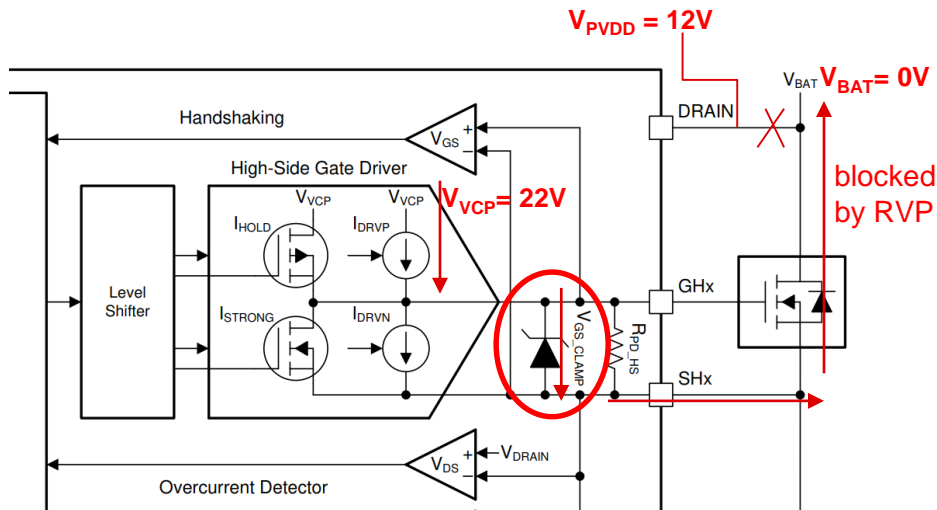 V_PVDD = 12V
V_BAT
V_BAT= 0V
DRAIN
Handshaking
V_GS
+
−
High-Side Gate Driver
blocked
by RVP
V_VCP
V_VCP
V_VCP= 22V
I_HOLD
I_DRVP
Level
Shifter
GHx
I_STRONG
I_DRVN
V_GS_CLAMP
R_PD_HS
SHx
V_DS
+
−
V_DRAIN
Overcurrent Detector